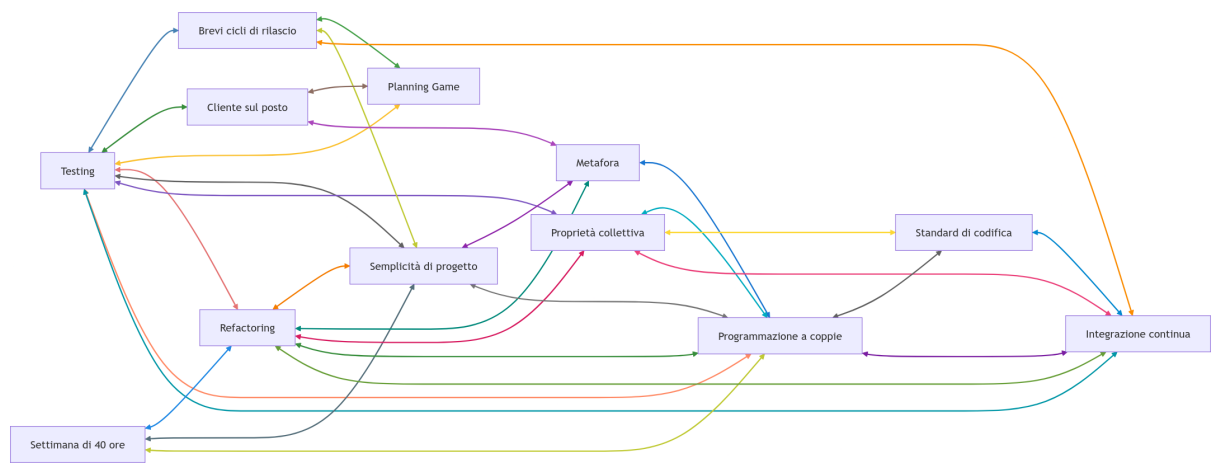 Brevi cicli di rilascio
Planning Game
Cliente sul posto
Testing
Metafora
Proprietà collettiva
Standard di codifica
Semplicità di progetto
Refactoring
Programmazione a coppie
Integrazione continua
Settimana di 40 ore